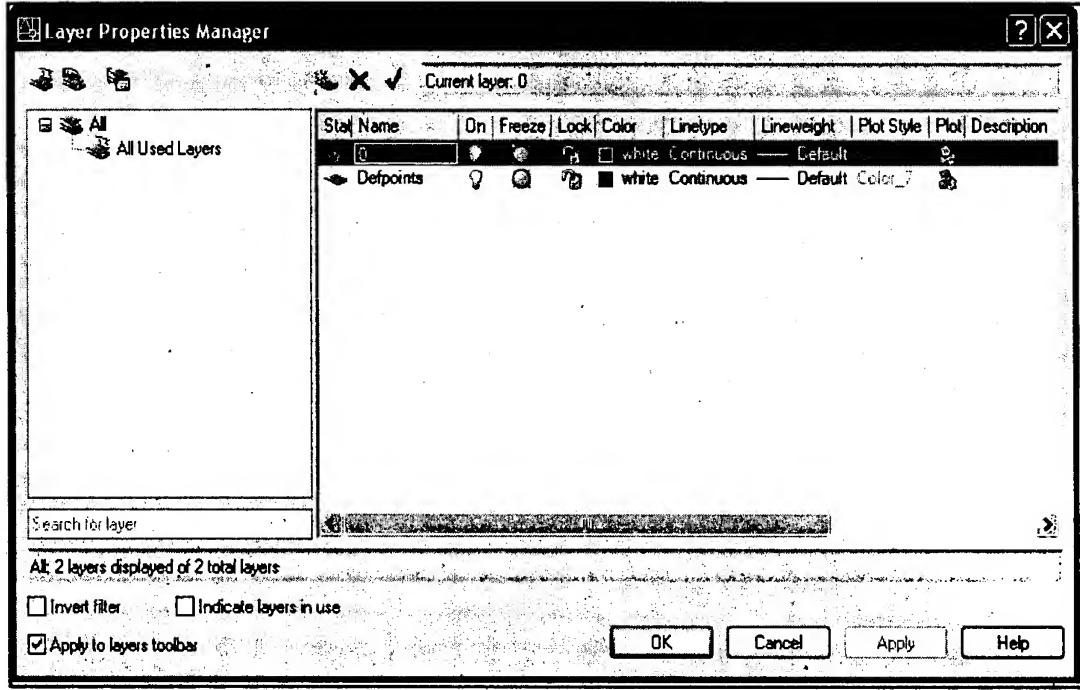 Layer Properties Manager
Current layer: 0
All
All Used Layers
Stat Name On Freeze Lock Color Linetype Lineweight Plot Style Plot Description
0 white Continuous Default
Defpoints white Continuous Default Color_7
Search for layer
All: 2 layers displayed of 2 total layers
Invert filter Indicate layers in use
Apply to layers toolbar
OK Cancel Apply Help